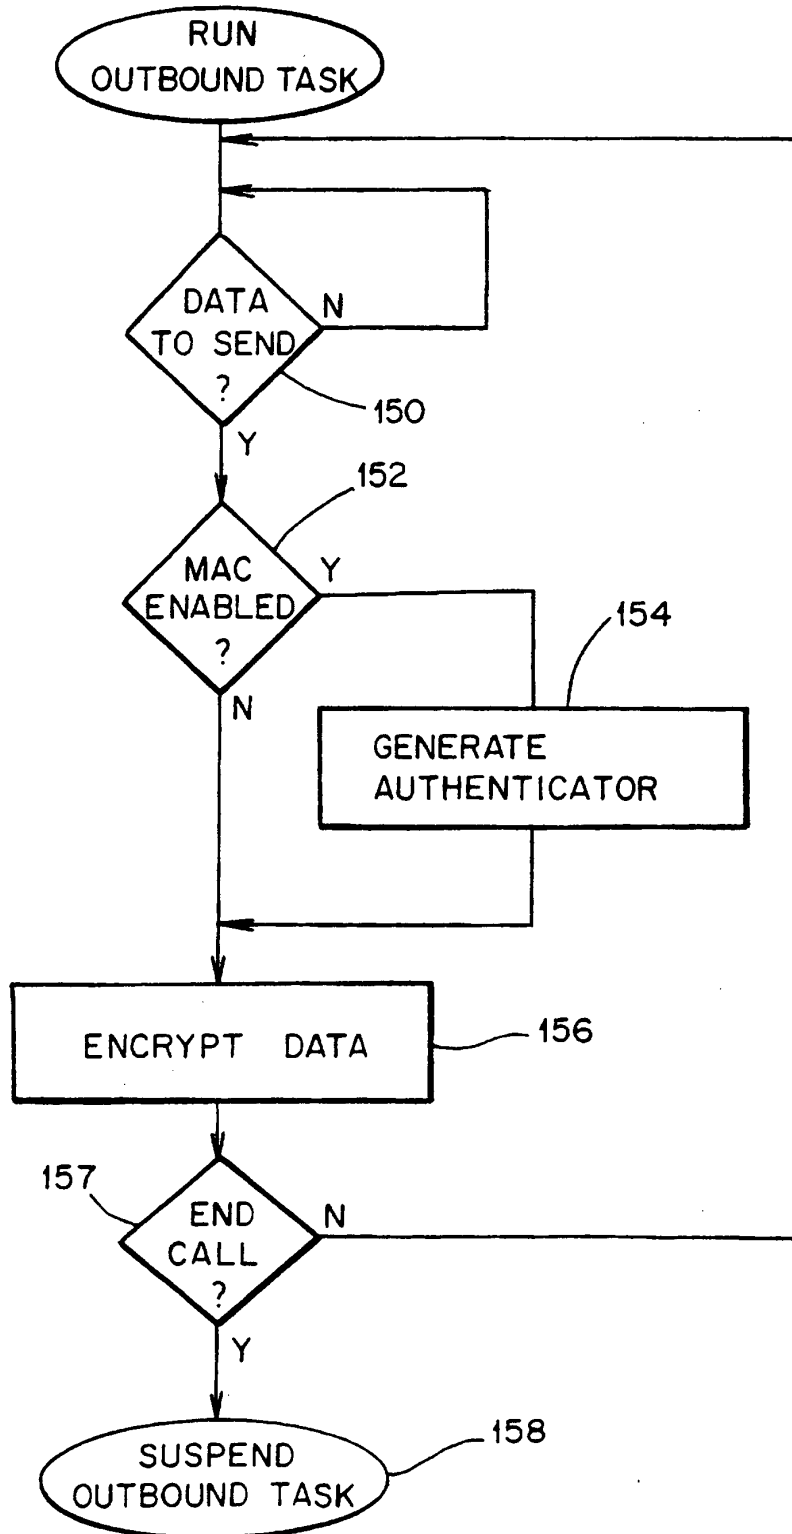 RUN
OUTBOUND TASK
DATA
TO SEND
?
N
150
Y
152
MAC
ENABLED
?
Y
154
N
GENERATE
AUTHENTICATOR
ENCRYPT DATA
156
157
END
CALL
?
N
Y
SUSPEND
OUTBOUND TASK
158